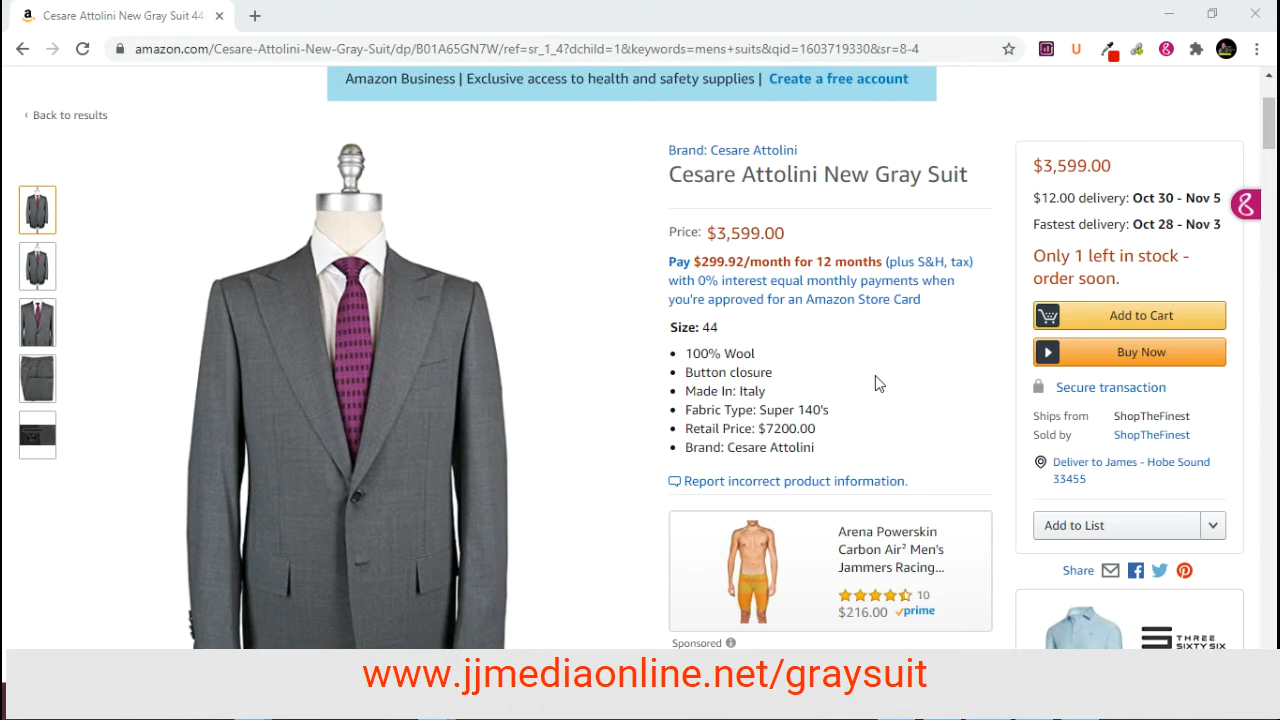 Cesare Attolini New Gray Suit 44
amazon.com/Cesare-Attolini-New-Gray-Suit/dp/B01A65GN7W/ref=sr_1_4?dchild=1&keywords=mens+suits&qid=1603719330&sr=8-4
Amazon Business | Exclusive access to health and safety supplies | Create a free account
‹ Back to results
Brand: Cesare Attolini
Cesare Attolini New Gray Suit
Price: $3,599.00
Pay $299.92/month for 12 months (plus S&H, tax)
with 0% interest equal monthly payments when
you're approved for an Amazon Store Card
Size: 44
• 100% Wool
• Button closure
• Made In: Italy
• Fabric Type: Super 140's
• Retail Price: $7200.00
• Brand: Cesare Attolini
Report incorrect product information.
Arena Powerskin
Carbon Air² Men's
Jammers Racing...
10
$216.00 prime
Sponsored
$3,599.00
$12.00 delivery: Oct 30 - Nov 5
Fastest delivery: Oct 28 - Nov 3
Only 1 left in stock -
order soon.
Add to Cart
Buy Now
Secure transaction
Ships from ShopTheFinest
Sold by ShopTheFinest
Deliver to James - Hobe Sound
33455
Add to List
Share
THREE
SIXTY SIX
www.jjmediaonline.net/graysuit